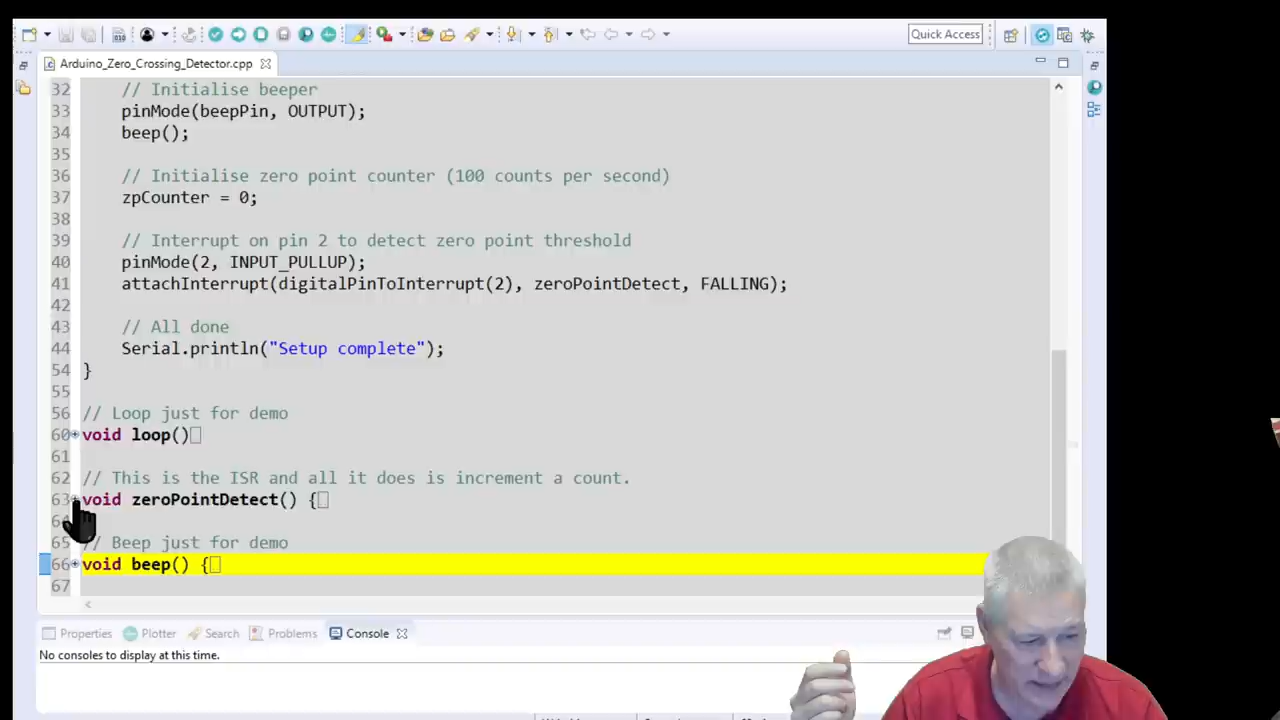 Quick Access
Arduino_Zero_Crossing_Detector.cpp
32 // Initialise beeper
33 pinMode(beepPin, OUTPUT);
34 beep();
35
36 // Initialise zero point counter (100 counts per second)
37 zpCounter = 0;
38
39 // Interrupt on pin 2 to detect zero point threshold
40 pinMode(2, INPUT_PULLUP);
41 attachInterrupt(digitalPinToInterrupt(2), zeroPointDetect, FALLING);
42
43 // All done
44 Serial.println("Setup complete");
54 }
55
56 // Loop just for demo
60 void loop()
61
62 // This is the ISR and all it does is increment a count.
63 void zeroPointDetect() {
65 // Beep just for demo
66 void beep() {
67
Properties Plotter Search Problems Console
No consoles to display at this time.